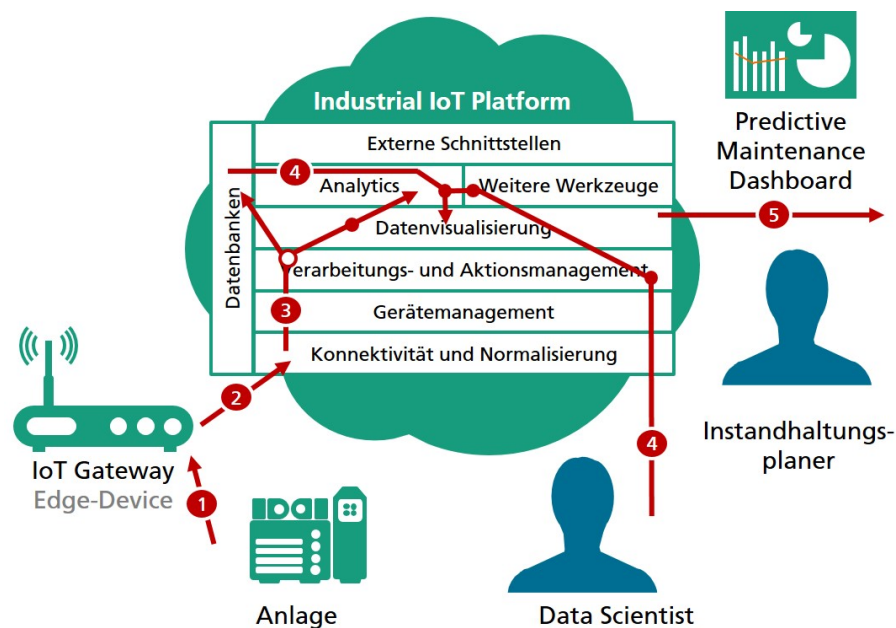 Industrial IoT Platform
Datenbanken
Externe Schnittstellen
4
Analytics
Weitere Werkzeuge
Datenvisualisierung
Verarbeitungs- und Aktionsmanagement
3
Gerätemanagement
Konnektivität und Normalisierung
Predictive
Maintenance
Dashboard
5
2
IoT Gateway
Edge-Device
1
Anlage
4
Data Scientist
Instandhaltungs-
planer